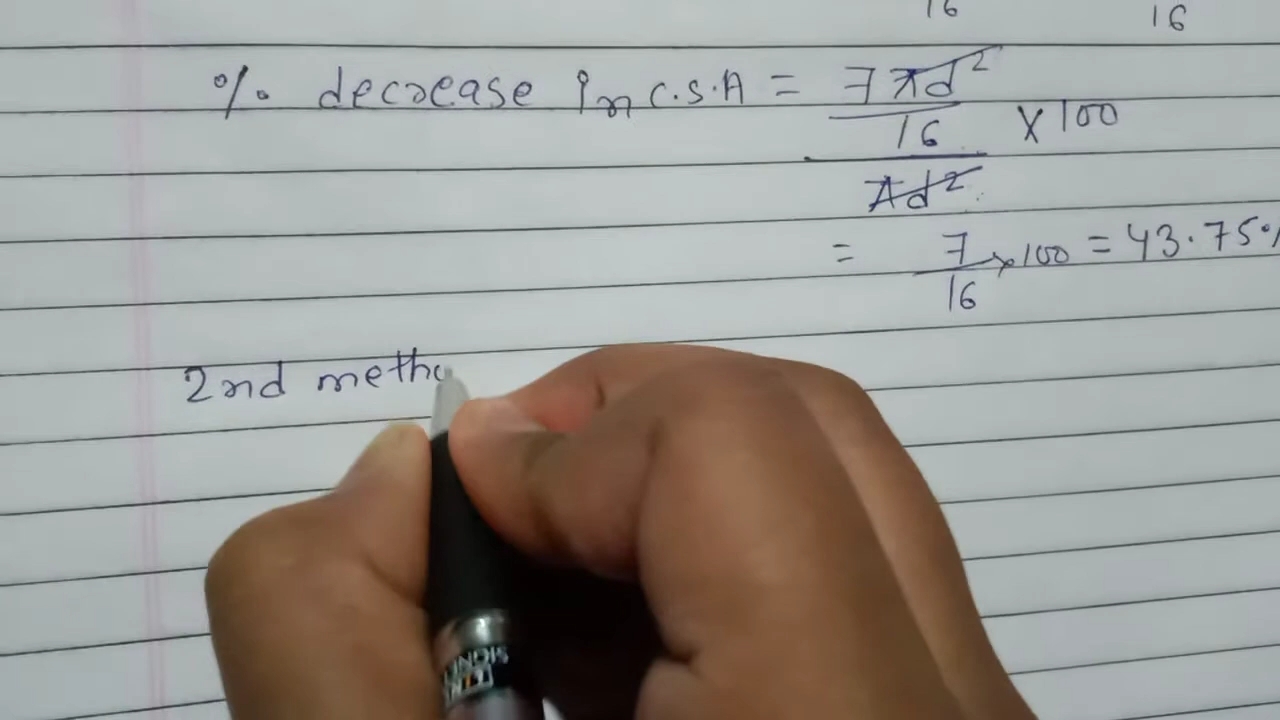 16 16
% decrease in C.S.A = 7πd²
16 X 100
πd²
= 7 x 100 = 43.75%
16
2nd metho